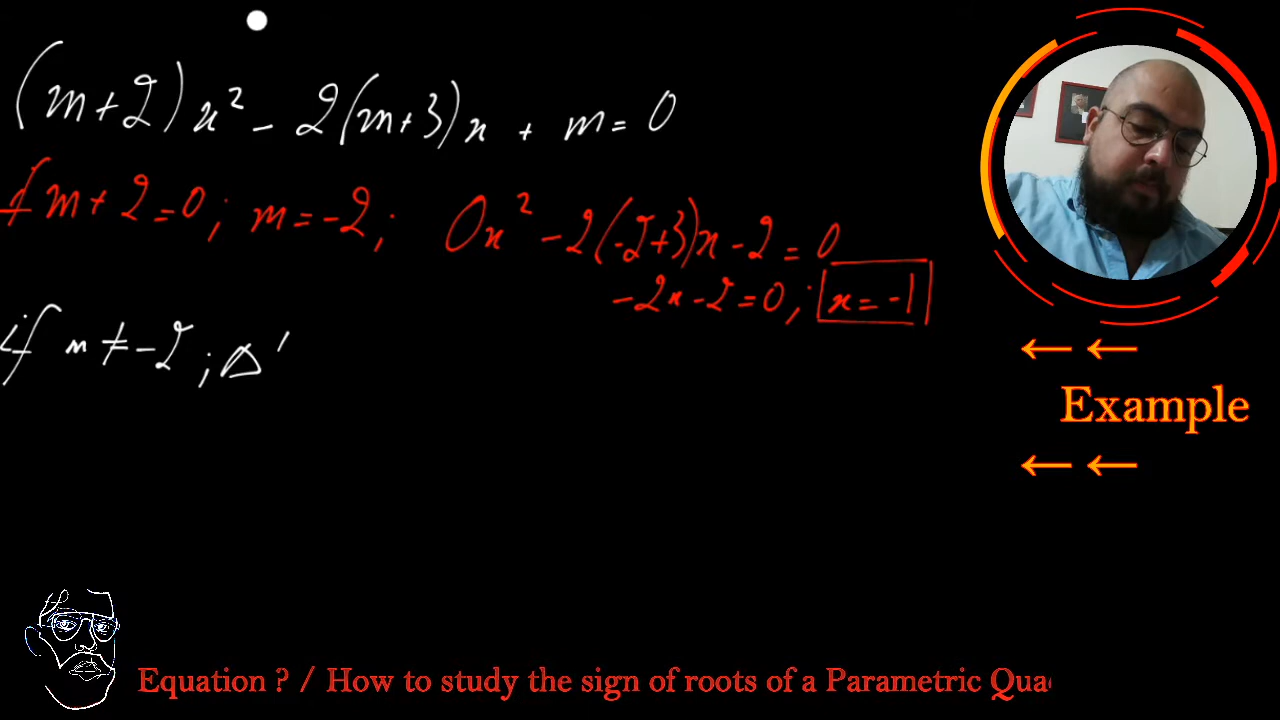 (m+2)x² - 2(m+3)x + m = 0
if m+2=0; m=-2; 0x² -2(-2+3)x -2 = 0
-2x -2 = 0; x = -1
if m ≠ -2; Δ'
← ←
Example
← ←
Equation ? / How to study the sign of roots of a Parametric Qua